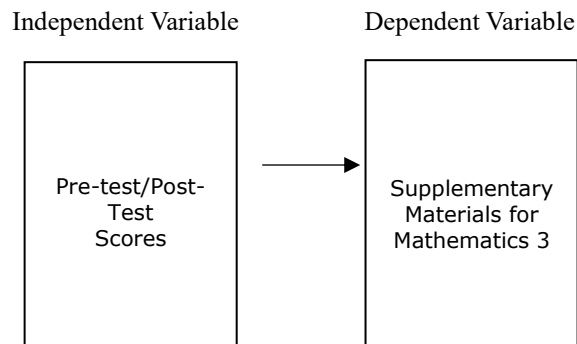 Independent Variable
Dependent Variable
Pre-test/Post-
Test
Scores
Supplementary
Materials for
Mathematics 3